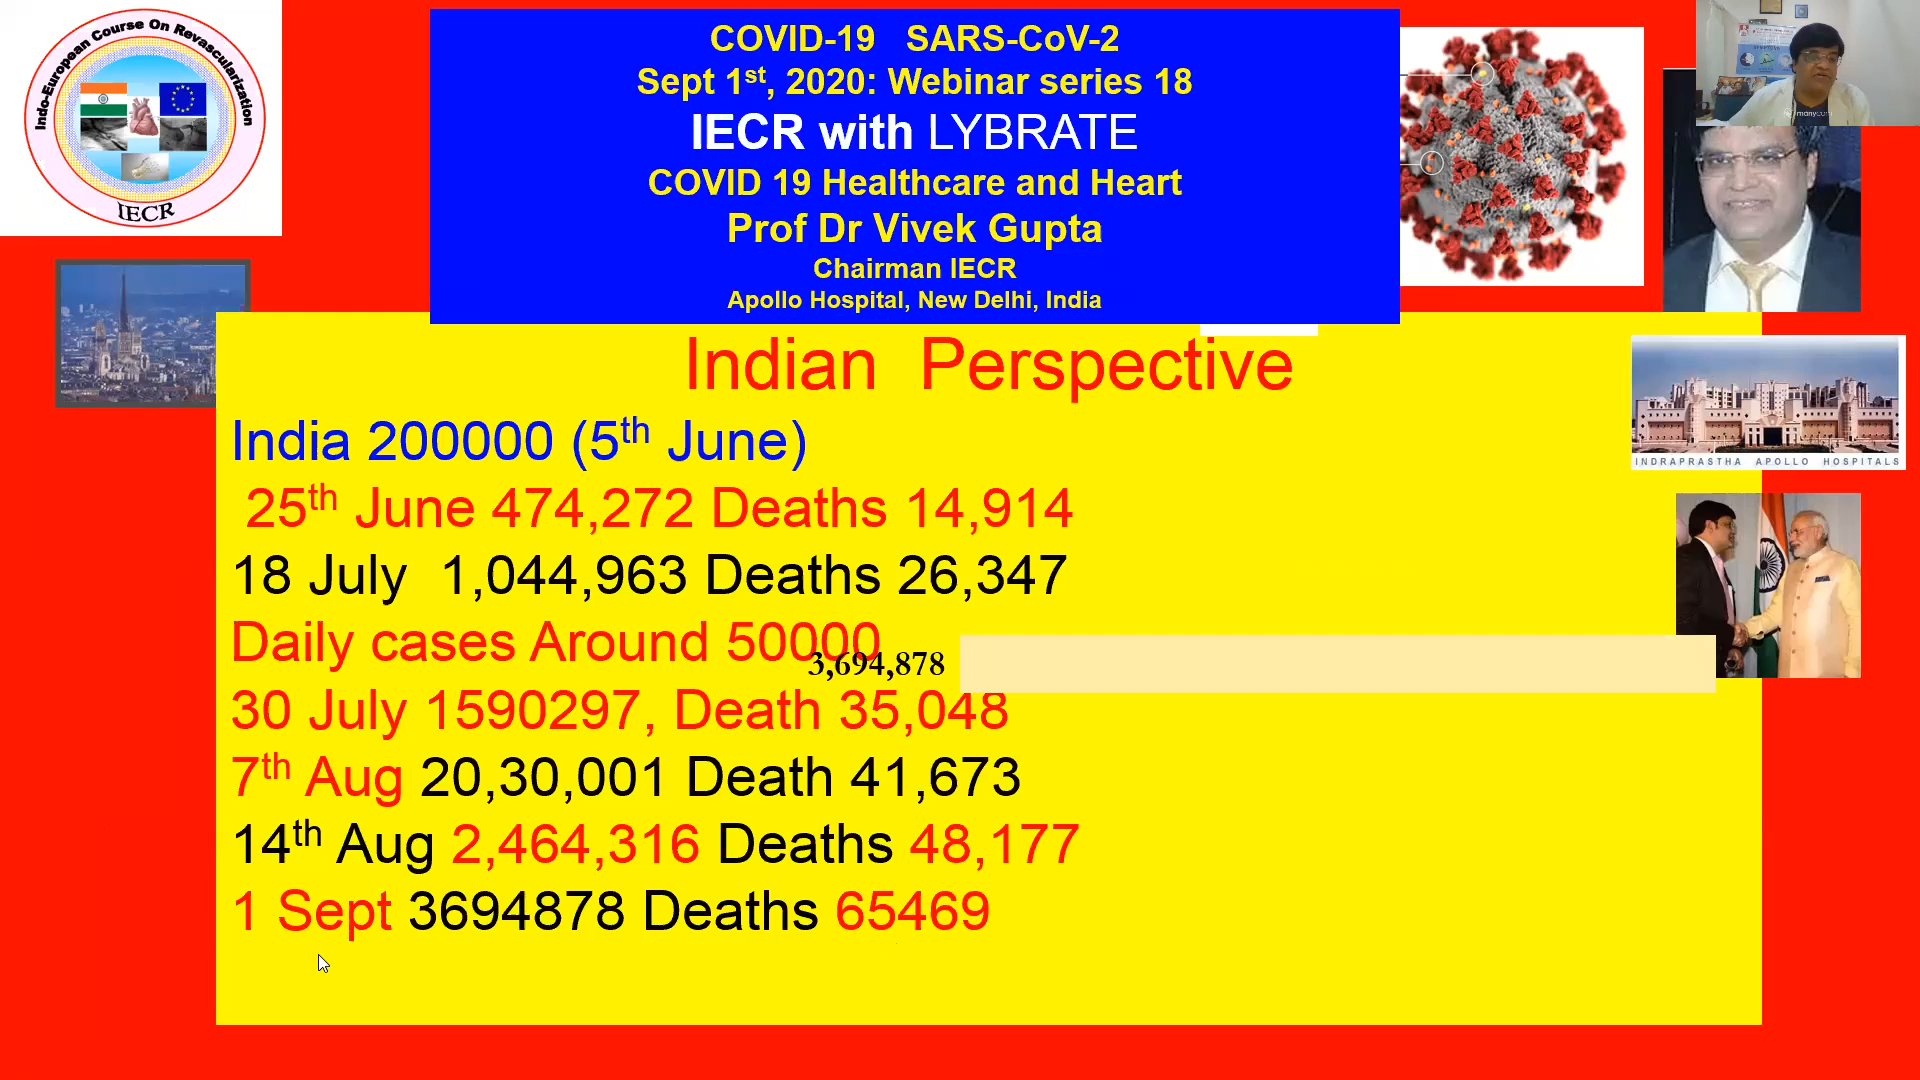 Indo-European Course On Revascularization
IECR
COVID-19 SARS-CoV-2
Sept 1st, 2020: Webinar series 18
IECR with LYBRATE
COVID 19 Healthcare and Heart
Prof Dr Vivek Gupta
Chairman IECR
Apollo Hospital, New Delhi, India
manycam
INDRAPRASTHA APOLLO HOSPITALS
Indian Perspective
India 200000 (5th June)
25th June 474,272 Deaths 14,914
18 July 1,044,963 Deaths 26,347
Daily cases Around 50000
3,694,878
30 July 1590297, Death 35,048
7th Aug 20,30,001 Death 41,673
14th Aug 2,464,316 Deaths 48,177
1 Sept 3694878 Deaths 65469